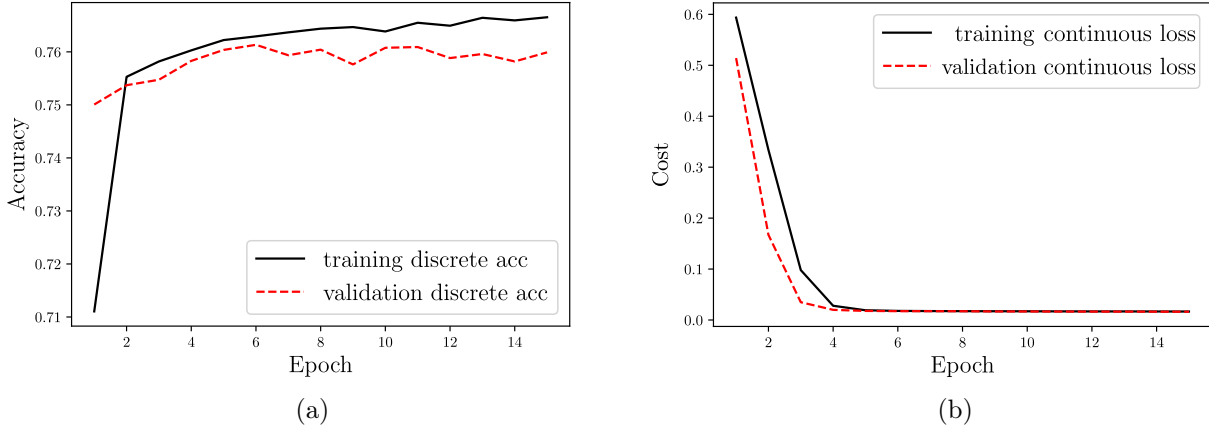 0.76
0.75
0.74
0.73
0.72
0.71
Accuracy
training discrete acc
validation discrete acc
2 4 6 8 10 12 14
Epoch
(a)
0.6
0.5
0.4
0.3
0.2
0.1
0.0
Cost
training continuous loss
validation continuous loss
2 4 6 8 10 12 14
Epoch
(b)